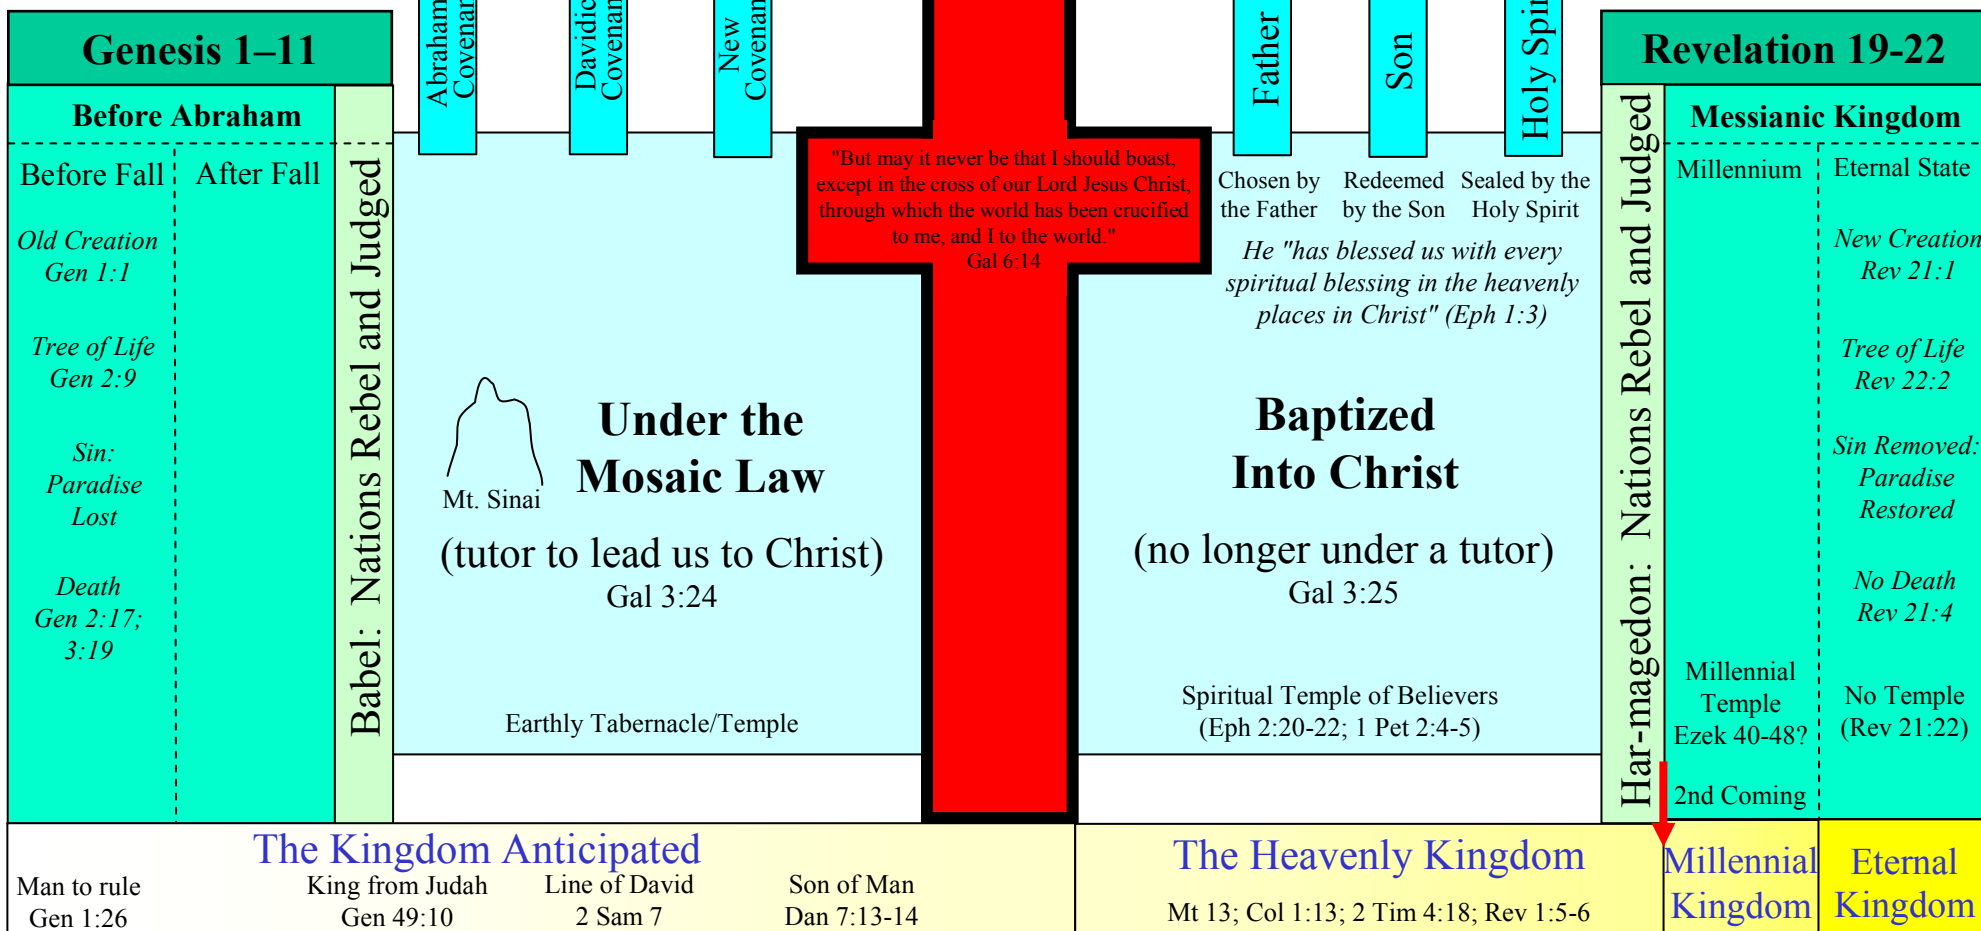 Genesis 1–11
Before Abraham
Before Fall
After Fall
Old Creation
Gen 1:1
Tree of Life
Gen 2:9
Sin:
Paradise
Lost
Death
Gen 2:17;
3:19
Babel: Nations Rebel and Judged
Davidic
New
"But may it never be that I should boast,
except in the cross of our Lord Jesus Christ,
through which the world has been crucified
to me, and I to the world."
Gal 6:14
Mt. Sinai
Under the
Mosaic Law
(tutor to lead us to Christ)
Gal 3:24
Earthly Tabernacle/Temple
Father
Son
Holy
Chosen by
the Father
Redeemed
by the Son
Sealed by the
Holy Spirit
He "has blessed us with every
spiritual blessing in the heavenly
places in Christ" (Eph 1:3)
Baptized
Into Christ
(no longer under a tutor)
Gal 3:25
Spiritual Temple of Believers
(Eph 2:20-22; 1 Pet 2:4-5)
Revelation 19-22
Har-magedon: Nations Rebel and Judged
Messianic Kingdom
Millennium
Eternal State
New Creation
Rev 21:1
Tree of Life
Rev 22:2
Sin Removed:
Paradise
Restored
No Death
Rev 21:4
Millennial
Temple
Ezek 40-48?
No Temple
(Rev 21:22)
2nd Coming
The Kingdom Anticipated
Man to rule
Gen 1:26
King from Judah
Gen 49:10
Line of David
2 Sam 7
Son of Man
Dan 7:13-14
The Heavenly Kingdom
Mt 13; Col 1:13; 2 Tim 4:18; Rev 1:5-6
Millennial
Kingdom
Eternal
Kingdom